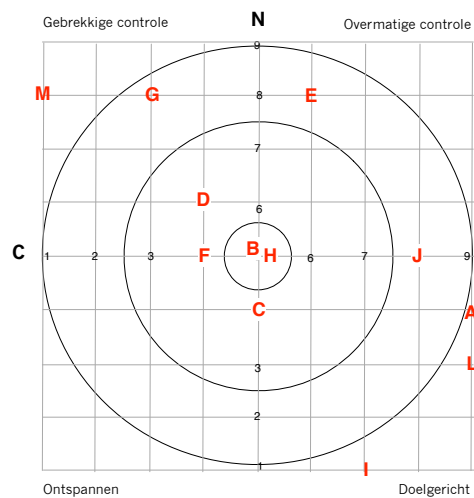 N
Gebrekkige controle
Overmatige controle
9
M
G
8
E
7
D
6
C
1
2
3
F
B
H
6
7
J
9
C
A
3
L
2
1
I
Ontspannen
Doelgericht